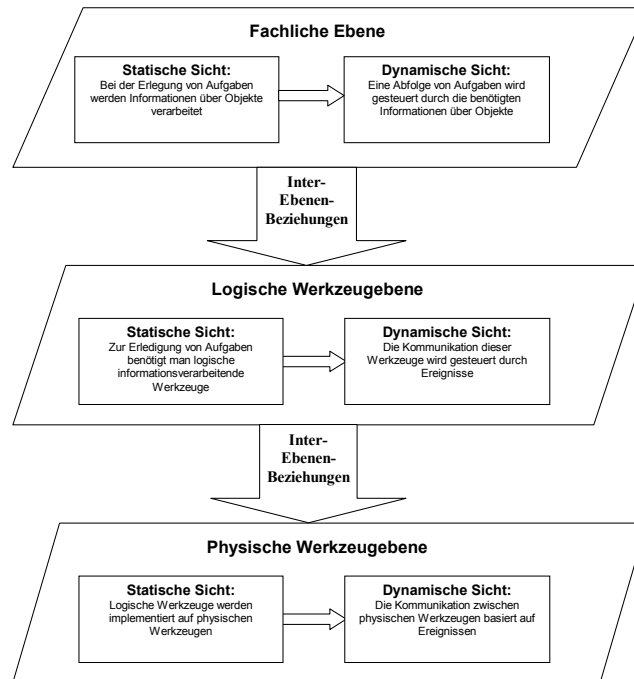 Fachliche Ebene
Statische Sicht:
Bei der Erlegung von Aufgaben
werden Informationen über Objekte
verarbeitet
Dynamische Sicht:
Eine Abfolge von Aufgaben wird
gesteuert durch die benötigten
Informationen über Objekte
Inter-
Ebenen-
Beziehungen
Logische Werkzeugebene
Statische Sicht:
Zur Erledigung von Aufgaben
benötigt man logische
informationsverarbeitende
Werkzeuge
Dynamische Sicht:
Die Kommunikation dieser
Werkzeuge wird gesteuert durch
Ereignisse
Inter-
Ebenen-
Beziehungen
Physische Werkzeugebene
Statische Sicht:
Logische Werkzeuge werden
implementiert auf physischen
Werkzeugen
Dynamische Sicht:
Die Kommunikation zwischen
physischen Werkzeugen basiert auf
Ereignissen